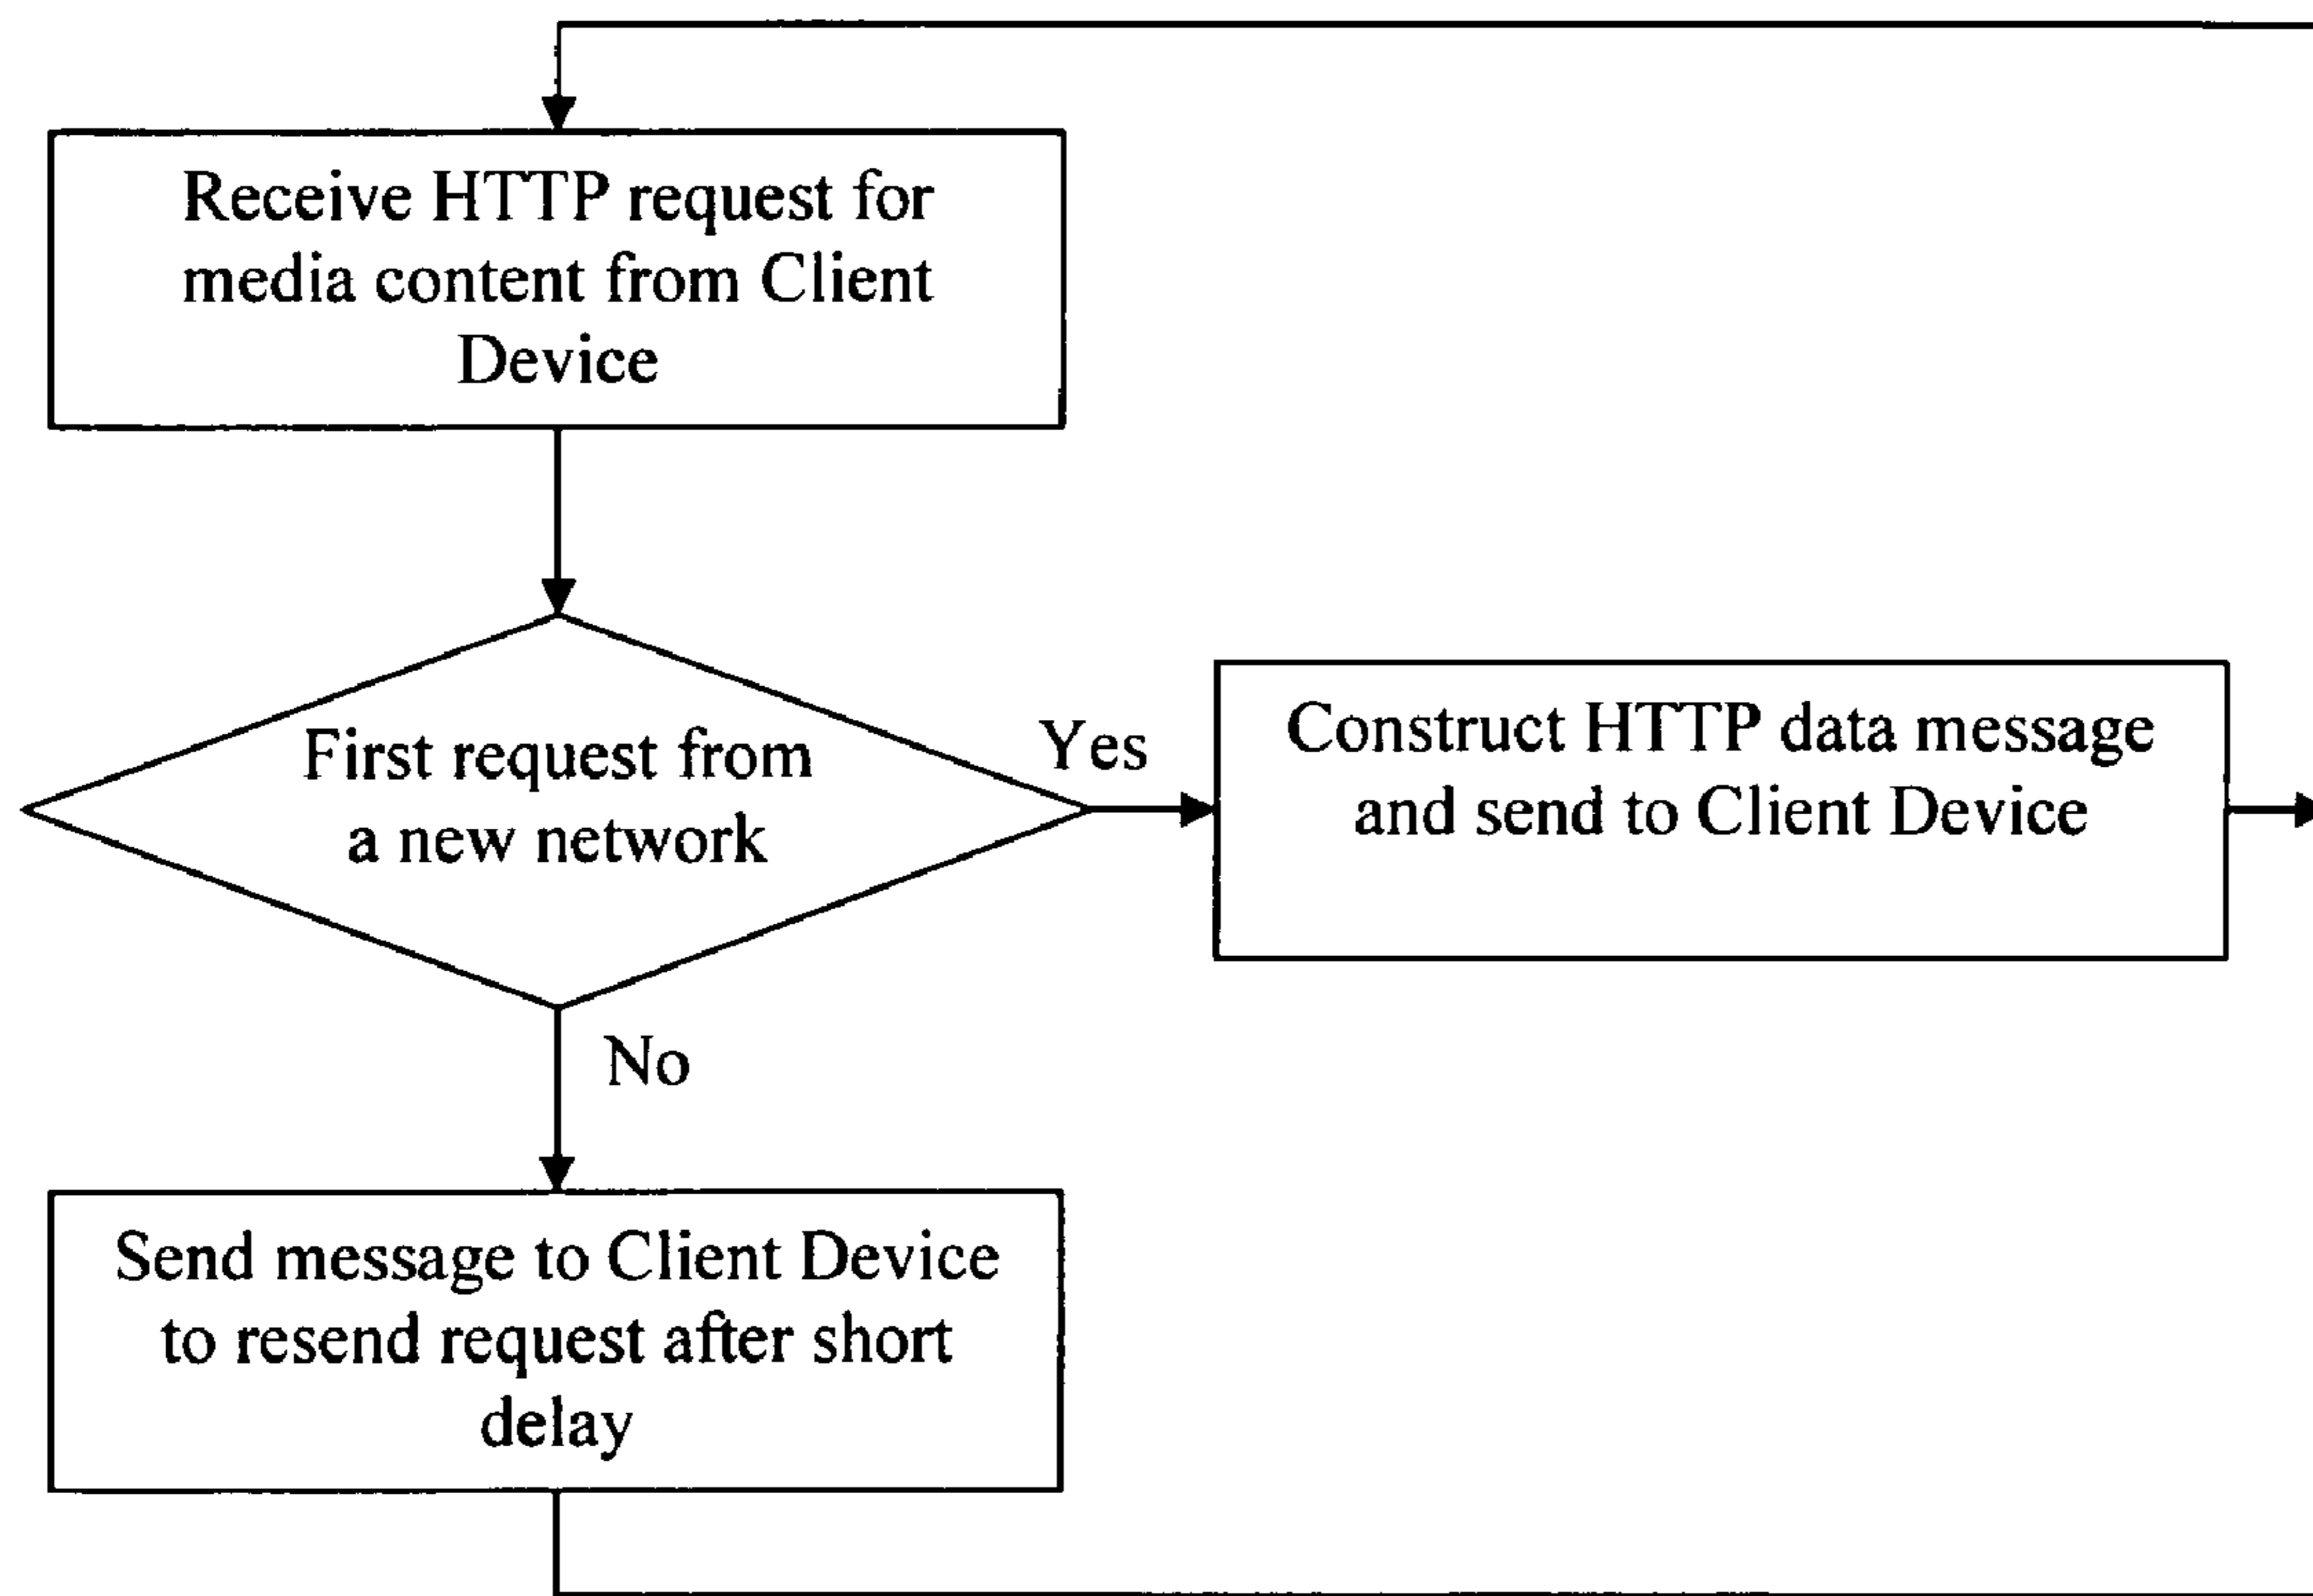 Receive HTTP request for
media content from Client
Device
First request from
a new network
Yes
Construct HTTP data message
and send to Client Device
No
Send message to Client Device
to resend request after short
delay